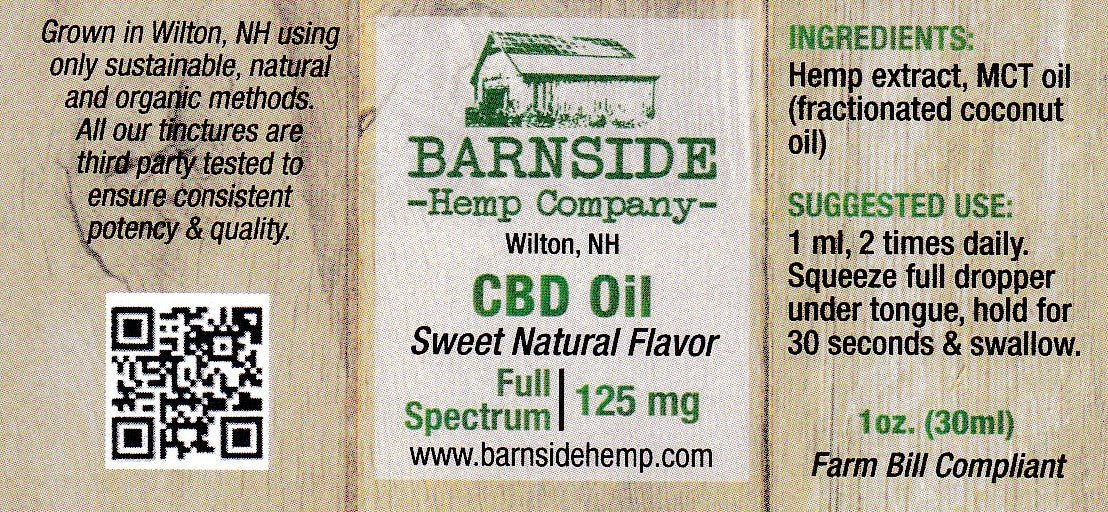 Grown in Wilton, NH using
only sustainable, natural
and organic methods.
All our tinctures are
third party tested to
ensure consistent
potency & quality.
BARNSIDE
-Hemp Company-
Wilton, NH
CBD Oil
Sweet Natural Flavor
Full
Spectrum
125 mg
www.barnsidehemp.com
INGREDIENTS:
Hemp extract, MCT oil
(fractionated coconut
oil)
SUGGESTED USE:
1 ml, 2 times daily.
Squeeze full dropper
under tongue, hold for
30 seconds & swallow.
1oz. (30ml)
Farm Bill Compliant